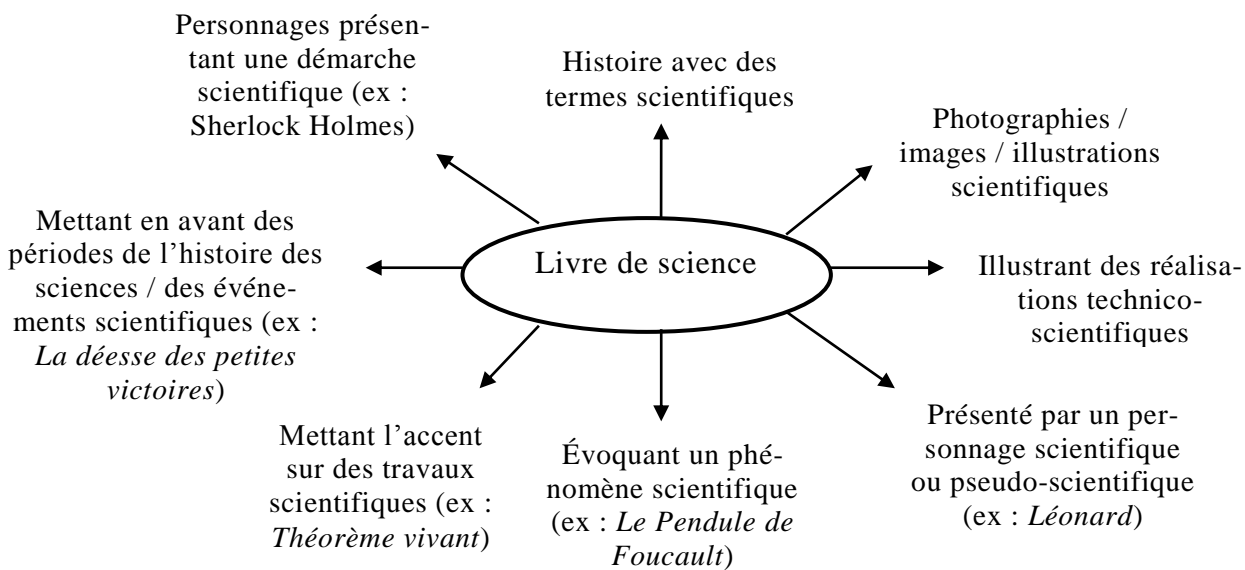 Personnages présen-
tant une démarche
scientifique (ex :
Sherlock Holmes)
Histoire avec des
termes scientifiques
Photographies /
images / illustrations
scientifiques
Mettant en avant des
périodes de l’histoire des
sciences / des événe-
ments scientifiques (ex :
La déesse des petites
victoires)
Livre de science
Illustrant des réalisa-
tions technico-
scientifiques
Mettant l’accent
sur des travaux
scientifiques (ex :
Théorème vivant)
Évoquant un phé-
nomène scientifique
(ex : Le Pendule de
Foucault)
Présenté par un per-
sonnage scientifique
ou pseudo-scientifique
(ex : Léonard)